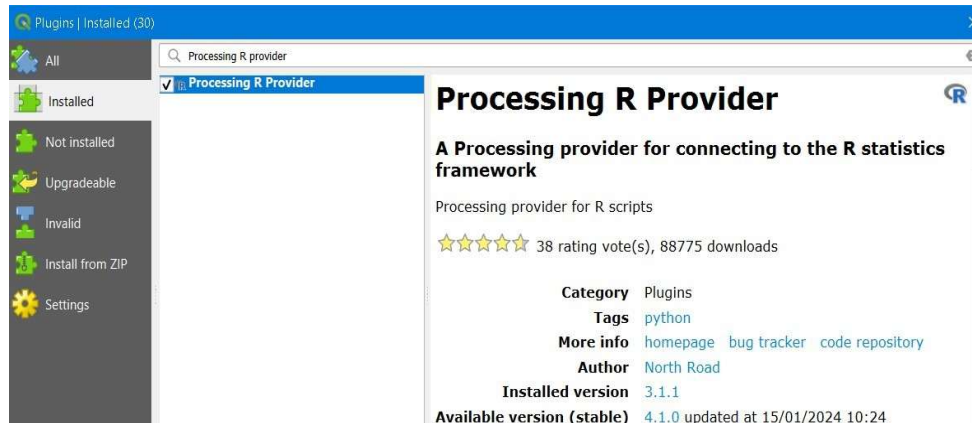 Plugins | Installed (30)
All
Installed
Not installed
Upgradeable
Invalid
Install from ZIP
Settings
Processing R provider
Processing R Provider
Processing R Provider
R
A Processing provider for connecting to the R statistics
framework
Processing provider for R scripts
38 rating vote(s), 88775 downloads
Category Plugins
Tags python
More info homepage bug tracker code repository
Author North Road
Installed version 3.1.1
Available version (stable) 4.1.0 updated at 15/01/2024 10:24